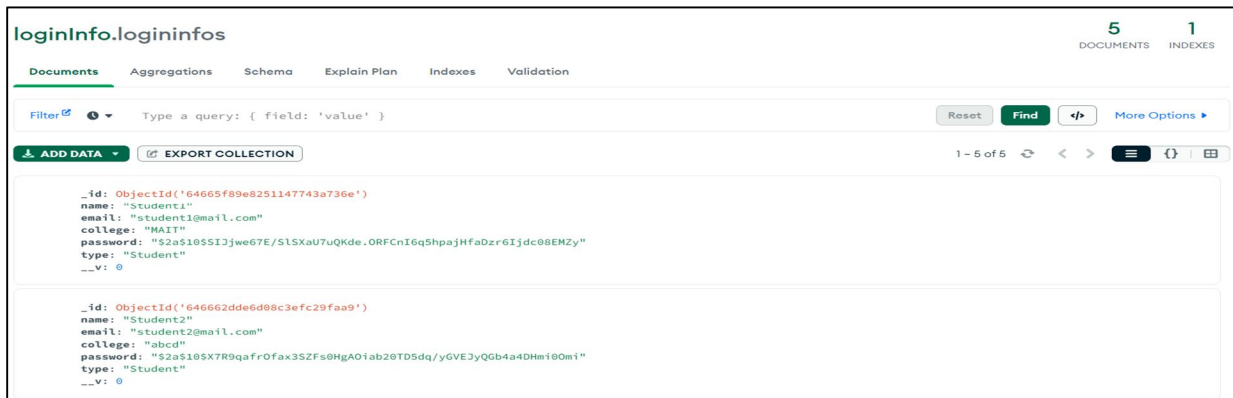 loginInfo.logininfos
5 1
DOCUMENTS INDEXES
Documents Aggregations Schema Explain Plan Indexes Validation
Filter Type a query: { field: 'value' } Reset Find </> More Options
ADD DATA EXPORT COLLECTION 1 – 5 of 5 {}
_id: ObjectId('64665f89e8251147743a736e')
name: "Student1"
email: "student1@mail.com"
college: "MAIT"
password: "$2a$10$SIJjwe67E/SlSXaU7uQKde.ORFCnI6q5hpajHfaDzr6Ijdc08EMZy"
type: "Student"
__v: 0
_id: ObjectId('646662dde6d08c3efc29faa9')
name: "Student2"
email: "student2@mail.com"
college: "abcd"
password: "$2a$10$X7R9qafrOfax3SZFs0HgAOiab20TD5dq/yGVEJyQGb4a4DHmi0Omi"
type: "Student"
__v: 0